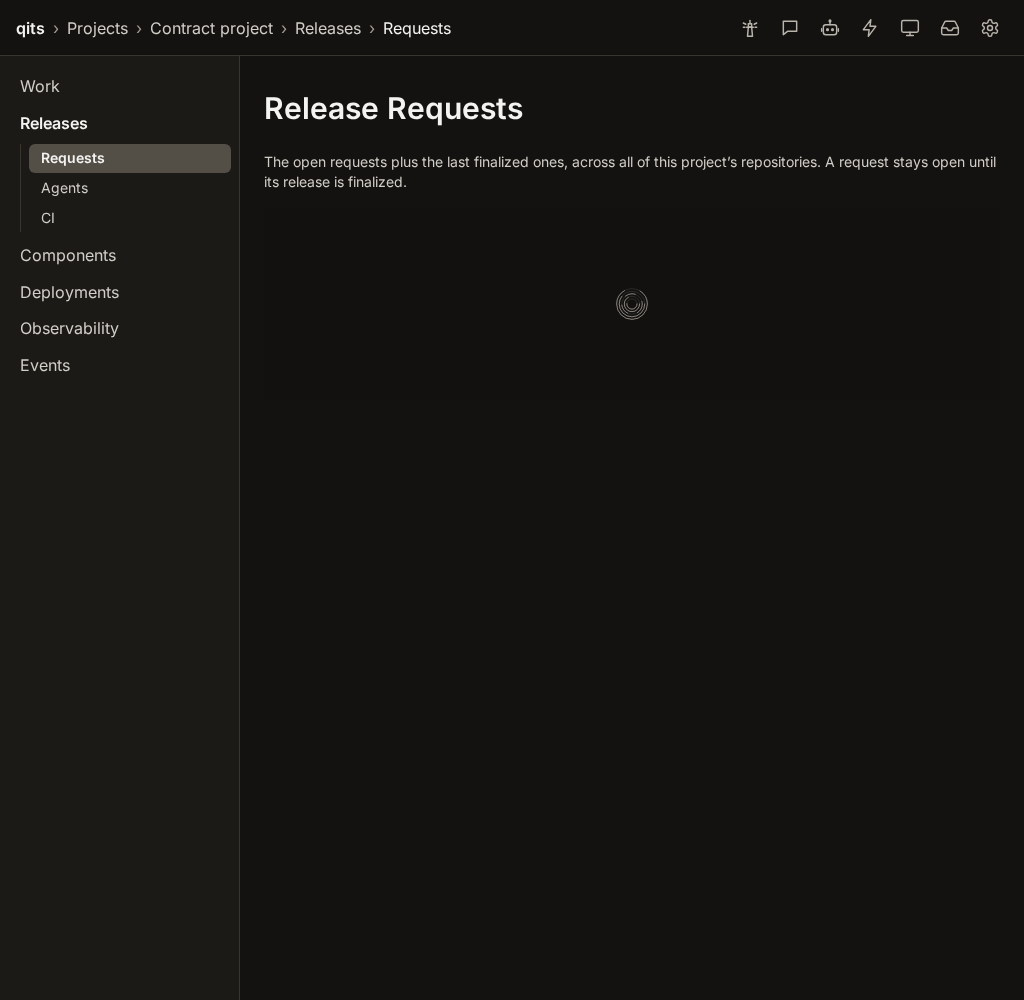 qits › Projects › Contract project › Releases › Requests
Work
Releases
Requests
Agents
CI
Components
Deployments
Observability
Events
Release Requests
The open requests plus the last finalized ones, across all of this project’s repositories. A request stays open until
its release is finalized.